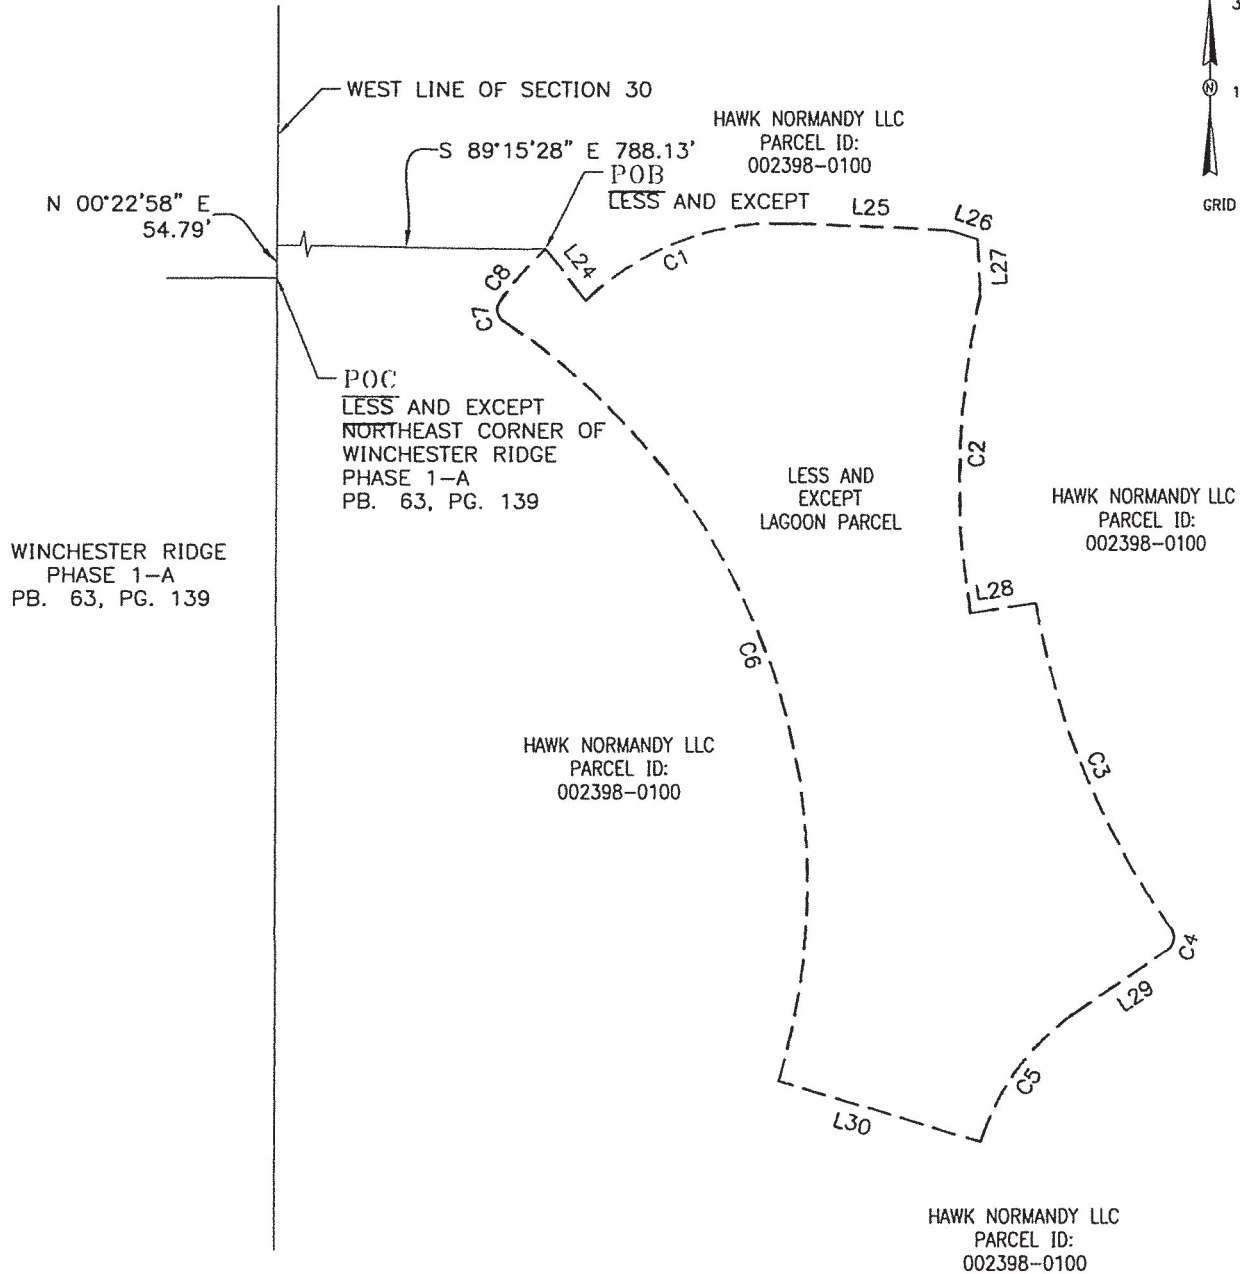 3
WEST LINE OF SECTION 30
N
1
HAWK NORMANDY LLC
PARCEL ID:
002398-0100
S 89°15'28" E 788.13'
POB
LESS AND EXCEPT
N 00°22'58" E
54.79'
GRID
L24
C1
L25
L26
L27
C8
C7
POC
LESS AND EXCEPT
NORTHEAST CORNER OF
WINCHESTER RIDGE
PHASE 1-A
PB. 63, PG. 139
C2
LESS AND
EXCEPT
LAGOON PARCEL
HAWK NORMANDY LLC
PARCEL ID:
002398-0100
WINCHESTER RIDGE
PHASE 1-A
PB. 63, PG. 139
L28
C6
HAWK NORMANDY LLC
PARCEL ID:
002398-0100
C3
C4
L29
C5
L30
HAWK NORMANDY LLC
PARCEL ID:
002398-0100